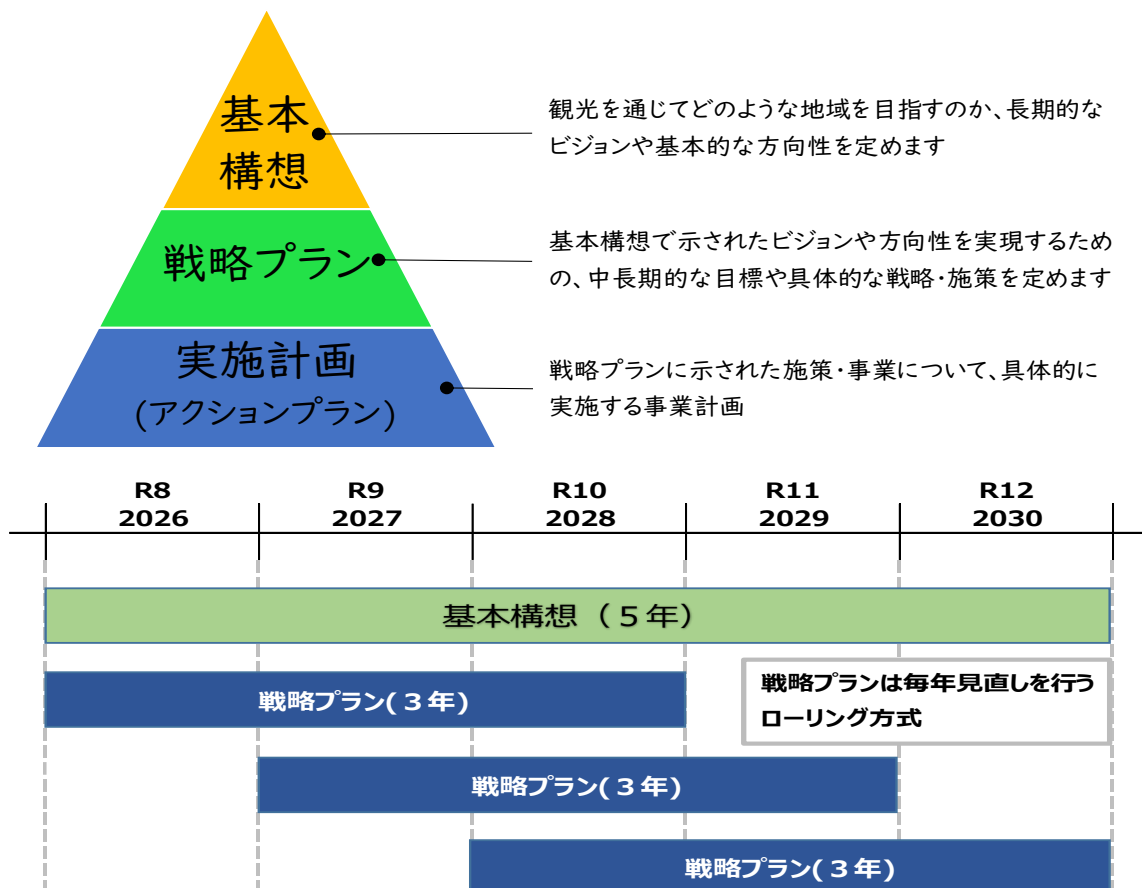 基本
構想
観光を通じてどのような地域を目指すのか、長期的な
ビジョンや基本的な方向性を定めます
戦略プラン
基本構想で示されたビジョンや方向性を実現するため
の、中長期的な目標や具体的な戦略・施策を定めます
実施計画
(アクションプラン)
戦略プランに示された施策・事業について、具体的に
実施する事業計画
R8 R9 R10 R11 R12
2026 2027 2028 2029 2030
基本構想（５年）
戦略プラン(３年)
戦略プランは毎年見直しを行う
ローリング方式
戦略プラン(３年)
戦略プラン(３年)